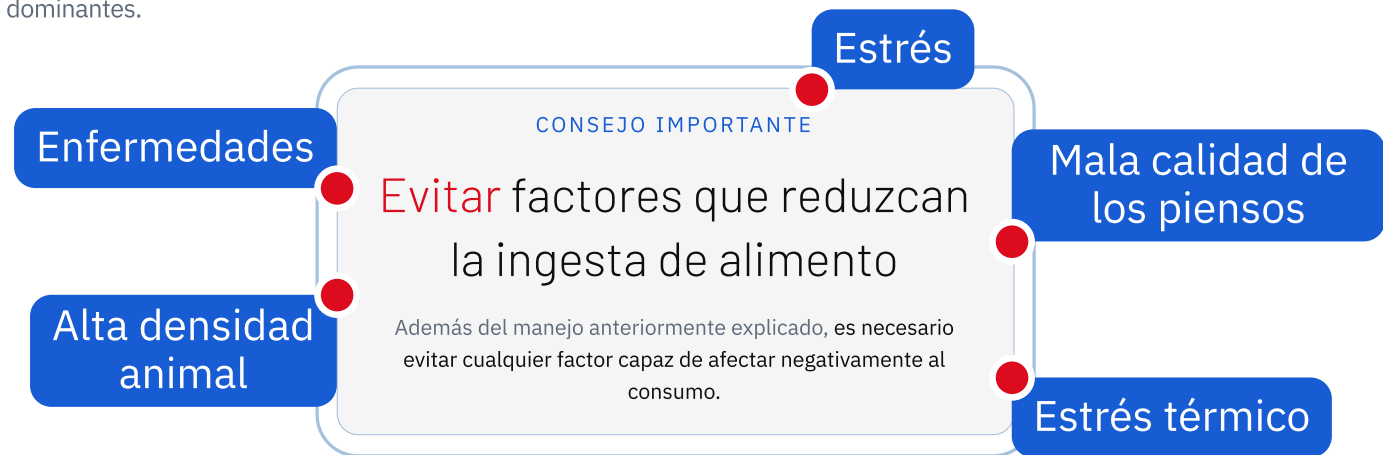 dominantes.
Estrés
Enfermedades
CONSEJO IMPORTANTE
Mala calidad de
los piensos
Evitar factores que reduzcan
la ingesta de alimento
Alta densidad
animal
Además del manejo anteriormente explicado, es necesario
evitar cualquier factor capaz de afectar negativamente al
consumo.
Estrés térmico